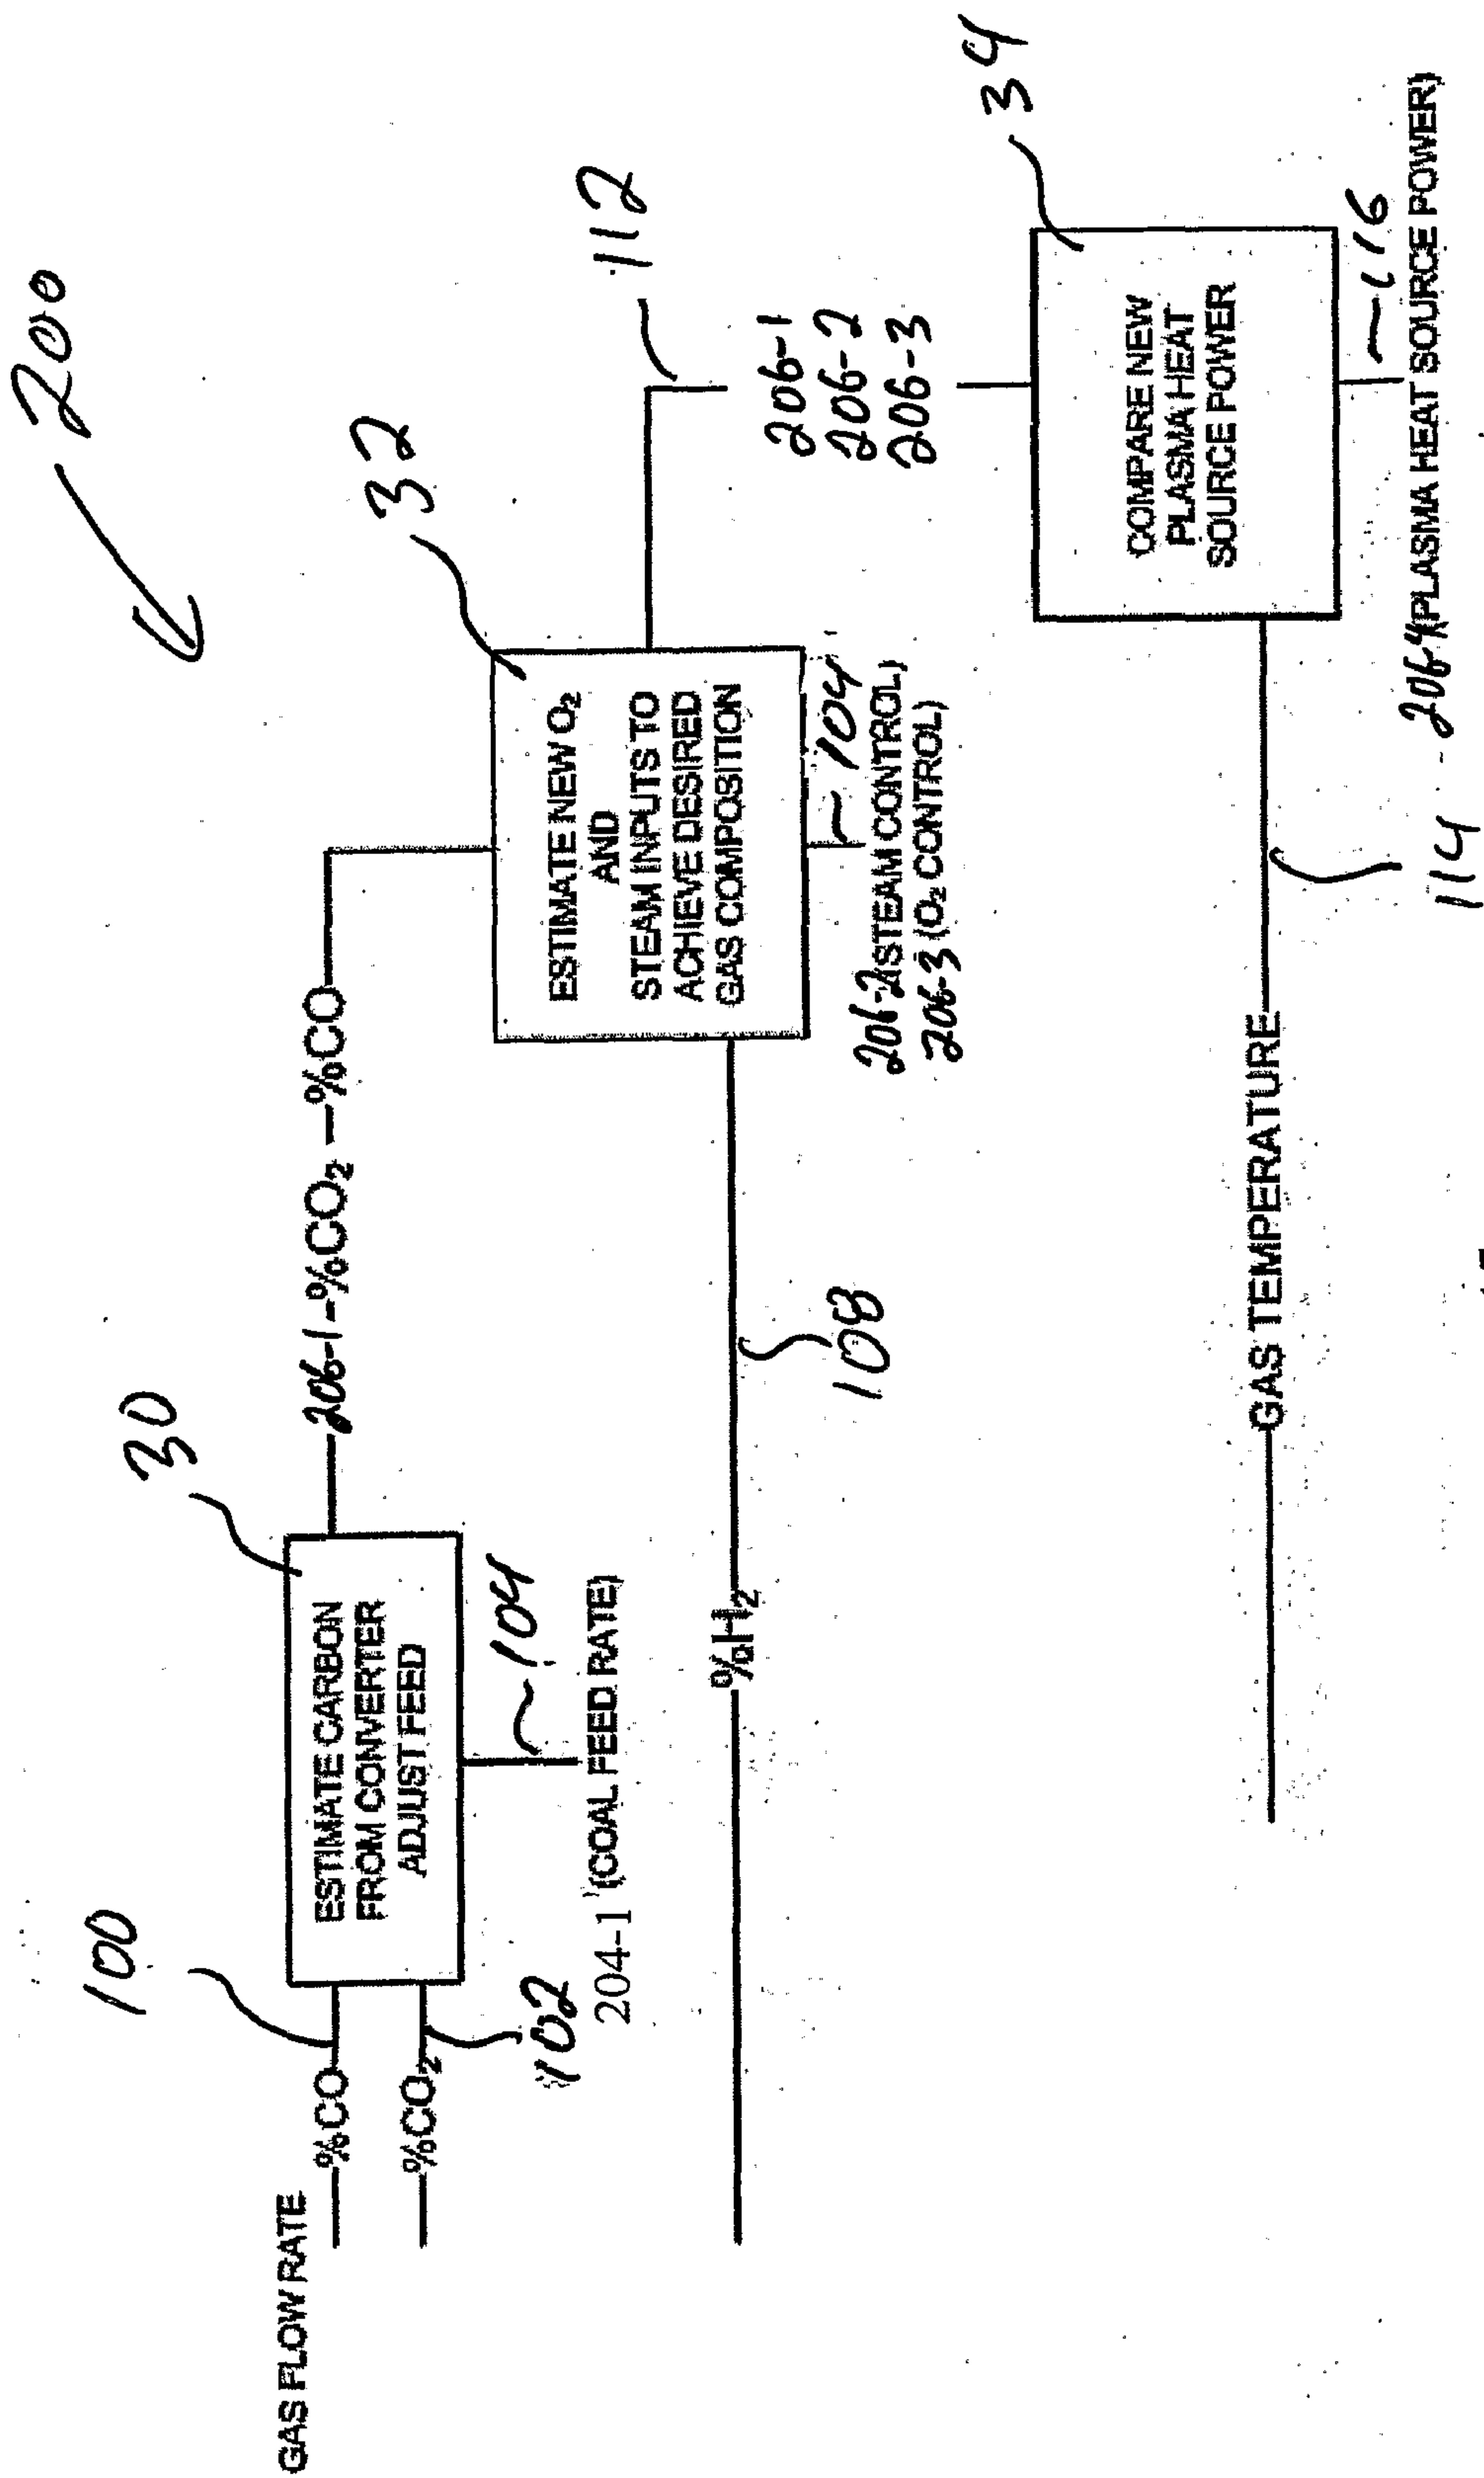 200
GAS FLOW RATE
%CO
%CO2
100
102
30
ESTIMATE CARBON
FROM CONVERTER
ADJUST FEED
104
204-1 (COAL FEED RATE)
206-1-%CO2-%CO
32
ESTIMATE NEW O2
AND
STEAM INPUTS TO
ACHIEVE DESIRED
GAS COMPOSITION
104
206-2 (STEAM CONTROL)
206-3 (O2 CONTROL)
%H2
108
112
206-1
206-2
206-3
34
COMPARE NEW
PLASMA HEAT
SOURCE POWER
GAS TEMPERATURE
114
116
206-4 (PLASMA HEAT SOURCE POWER)